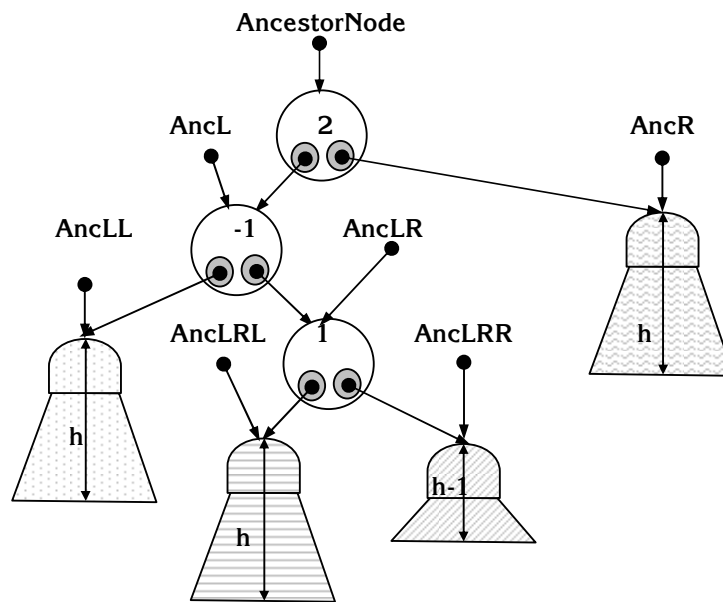 AncestorNode
2
AncL
AncR
-1
AncLL
AncLR
1
AncLRL
AncLRR
h
h
h-1
h